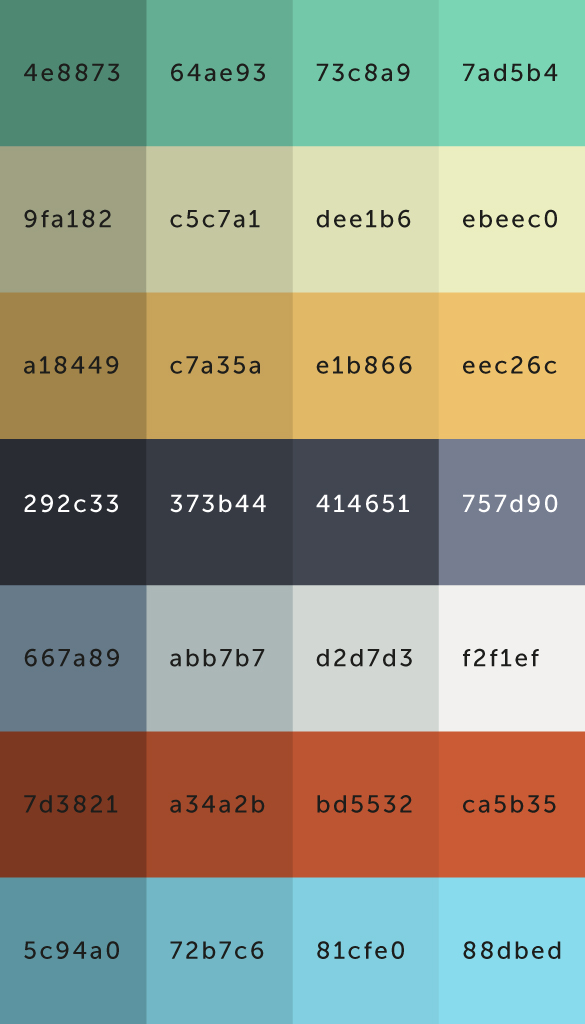 4e8873 64ae93 73c8a9 7ad5b4
9fa182 c5c7a1 dee1b6 ebeec0
a18449 c7a35a e1b866 eec26c
292c33 373b44 414651 757d90
667a89 abb7b7 d2d7d3 f2f1ef
7d3821 a34a2b bd5532 ca5b35
5c94a0 72b7c6 81cfe0 88dbed